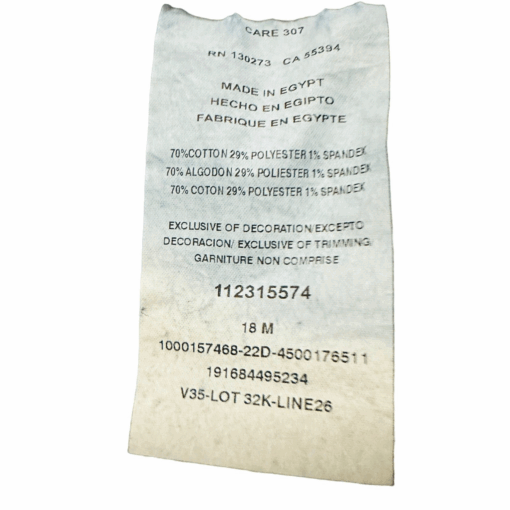 CARE 307
RN 130273 CA 55394
MADE IN EGYPT
HECHO EN EGIPTO
FABRIQUE EN EGYPTE
70%COTTON 29% POLYESTER 1% SPANDEX
70% ALGODON 29% POLIESTER 1% SPANDEX
70% COTON 29% POLYESTER 1% SPANDEX
EXCLUSIVE OF DECORATION/EXCEPTO
DECORACION/ EXCLUSIVE OF TRIMMING
GARNITURE NON COMPRISE
112315574
18 M
1000157468-22D-4500176511
191684495234
V35-LOT 32K-LINE26